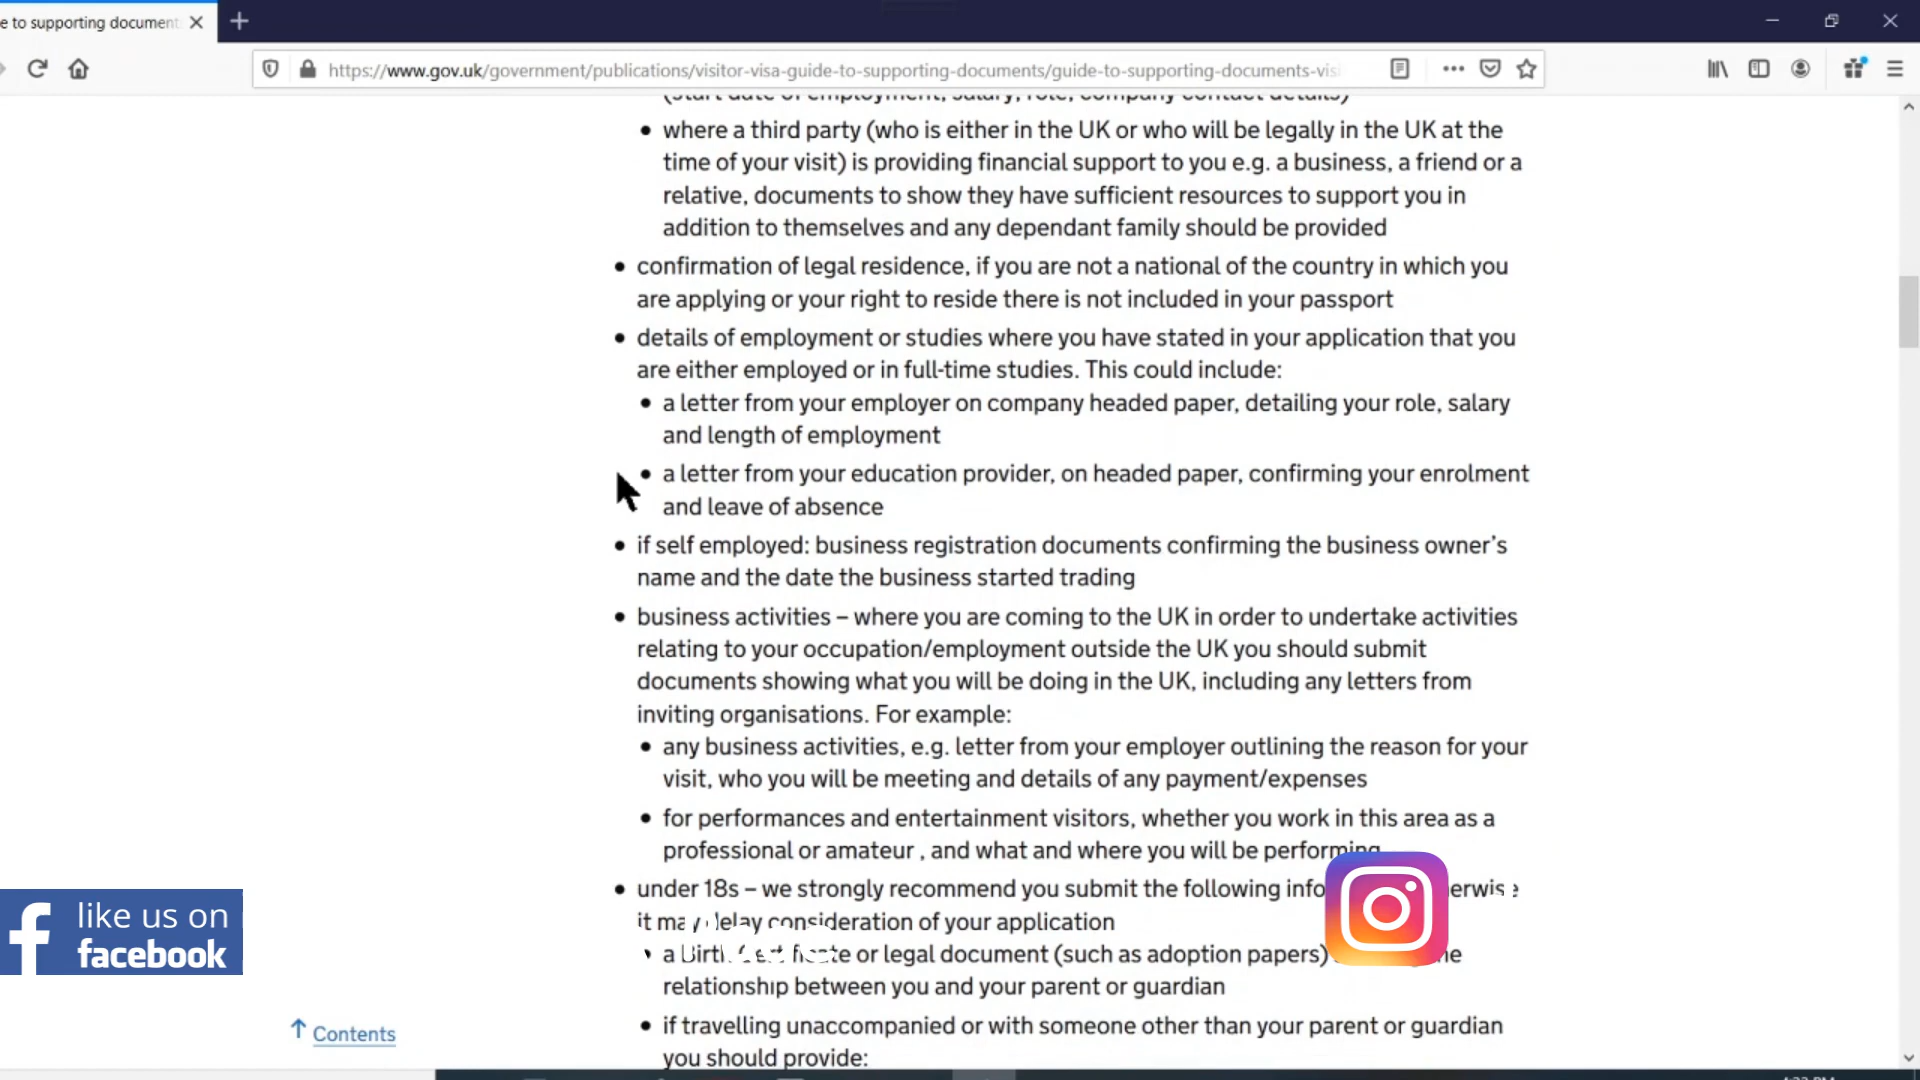 e to supporting document
https://www.gov.uk/government/publications/visitor-visa-guide-to-supporting-documents/guide-to-supporting-documents-visi
(start date of employment, salary, role, company contact details)
where a third party (who is either in the UK or who will be legally in the UK at the
time of your visit) is providing financial support to you e.g. a business, a friend or a
relative, documents to show they have sufficient resources to support you in
addition to themselves and any dependant family should be provided
confirmation of legal residence, if you are not a national of the country in which you
are applying or your right to reside there is not included in your passport
details of employment or studies where you have stated in your application that you
are either employed or in full-time studies. This could include:
a letter from your employer on company headed paper, detailing your role, salary
and length of employment
a letter from your education provider, on headed paper, confirming your enrolment
and leave of absence
if self employed: business registration documents confirming the business owner's
name and the date the business started trading
business activities – where you are coming to the UK in order to undertake activities
relating to your occupation/employment outside the UK you should submit
documents showing what you will be doing in the UK, including any letters from
inviting organisations. For example:
any business activities, e.g. letter from your employer outlining the reason for your
visit, who you will be meeting and details of any payment/expenses
for performances and entertainment visitors, whether you work in this area as a
professional or amateur , and what and where you will be performing
under 18s – we strongly recommend you submit the following
it may delay consideration of your application
a birth certificate or legal document (such as adoption papers)
relationship between you and your parent or guardian
if travelling unaccompanied or with someone other than your parent or guardian
you should provide:
like us on
facebook
Contents